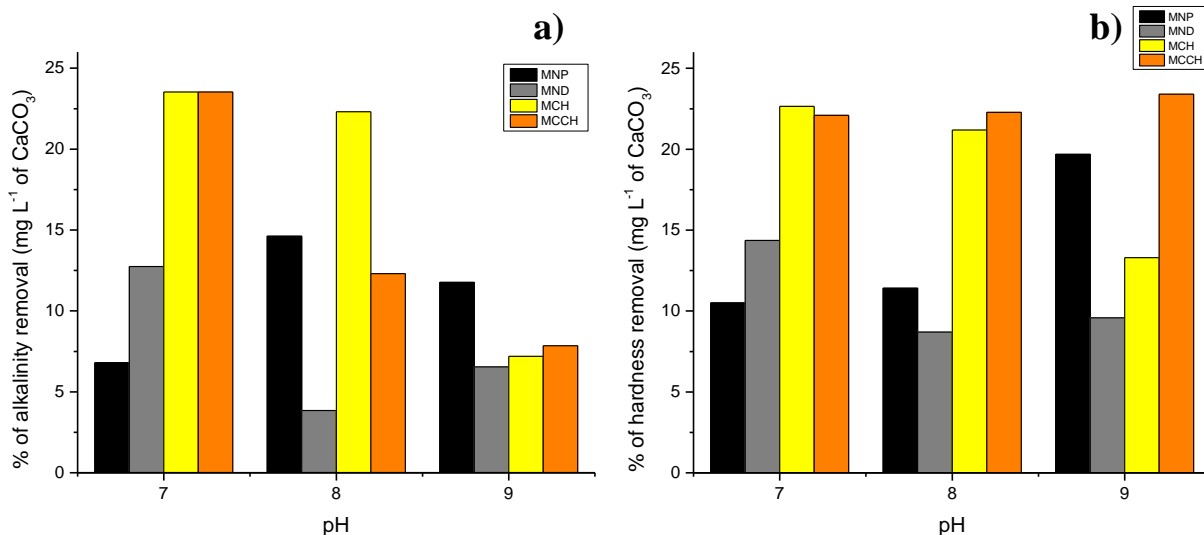 a)
MNP
MND
MCH
MCCH
25
20
15
10
5
0
% of alkalinity removal (mg L⁻¹ of CaCO₃)
7
8
9
pH
b)
MNP
MND
MCH
MCCH
25
20
15
10
5
0
% of hardness removal (mg L⁻¹ of CaCO₃)
7
8
9
pH